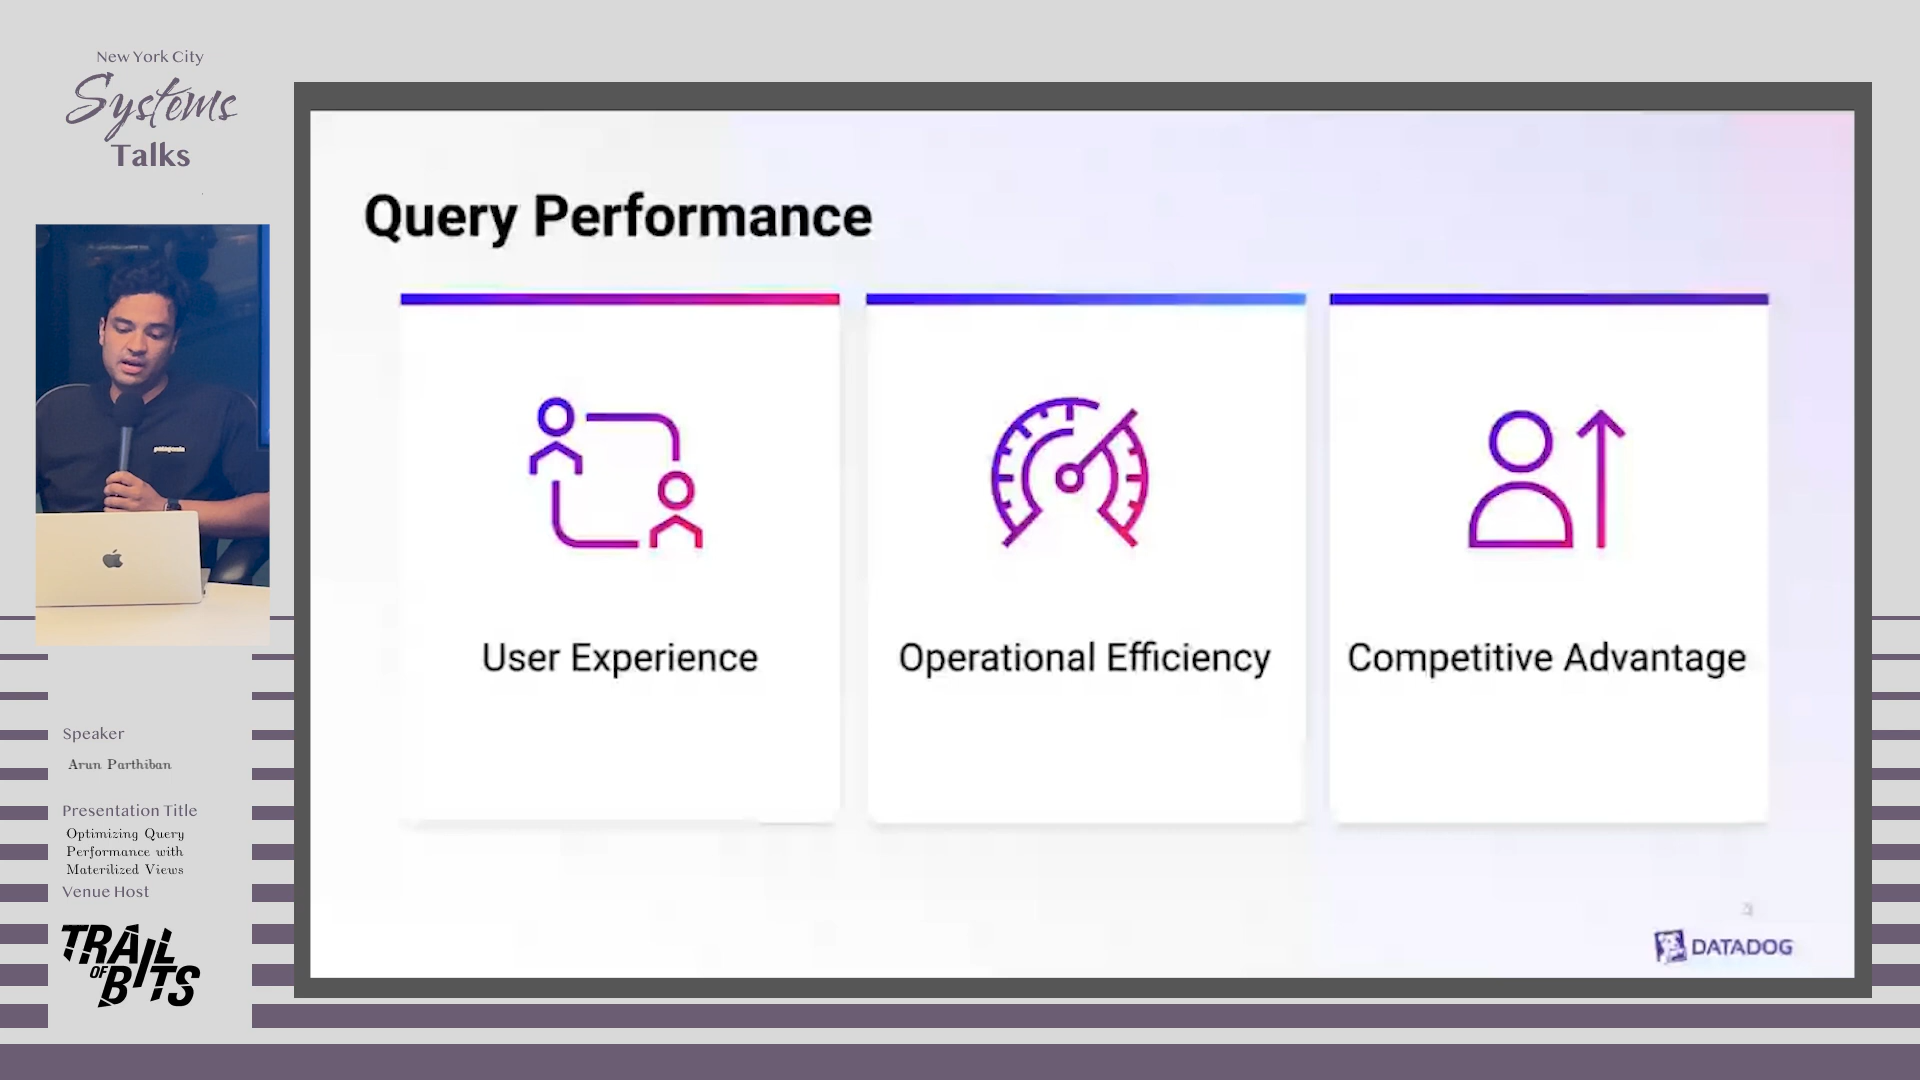 New York City
Systems
Talks
Query Performance
User Experience
Operational Efficiency
Competitive Advantage
DATADOG
patagonia
Speaker
Arun Parthiban
Presentation Title
Optimizing Query
Performance with
Materilized Views
Venue Host
TRAIL
OF
BITS